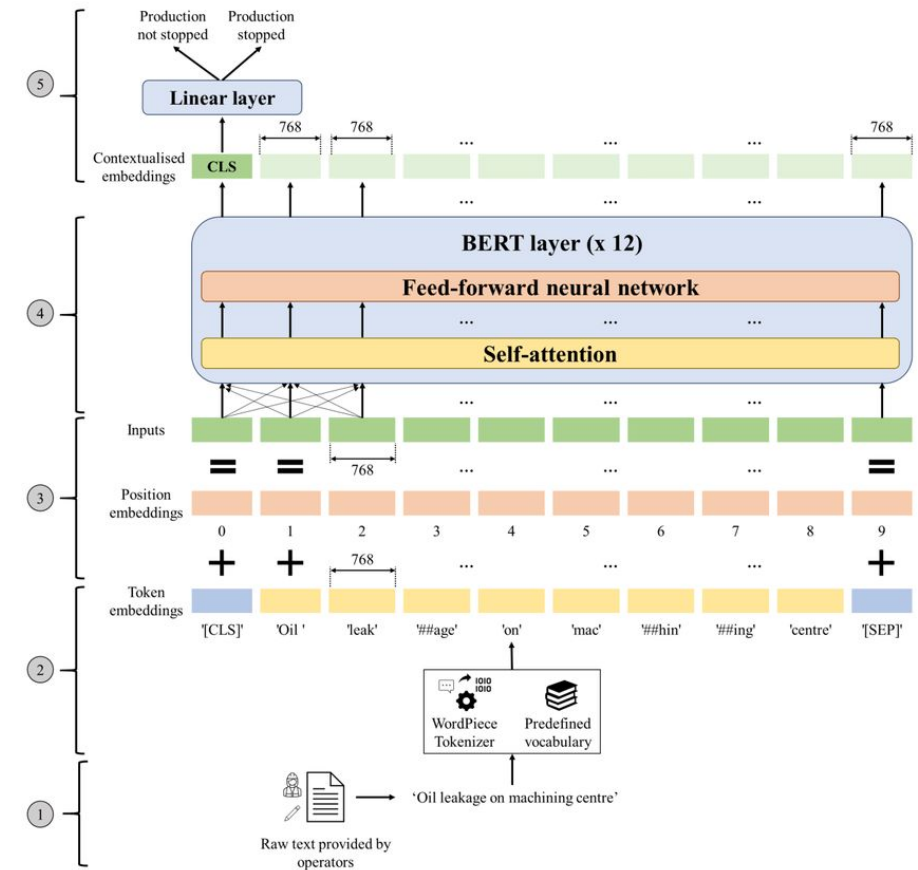 Production
not stopped
Production
stopped
5
Linear layer
768
768
...
...
...
768
Contextualised
embeddings
CLS
...
...
...
BERT layer (x 12)
Feed-forward neural network
4
...
...
...
Self-attention
...
...
...
Inputs
= = 768 ... ... ... =
3
Position
embeddings
0 1 2 3 4 5 6 7 8 9
+ + 768 ... ... ... +
Token
embeddings
'[CLS]' 'Oil ' 'leak' '##age' 'on' 'mac' '##hin' '##ing' 'centre' '[SEP]'
2
1010
1010
WordPiece
Tokenizer
Predefined
vocabulary
1
'Oil leakage on machining centre'
Raw text provided by
operators